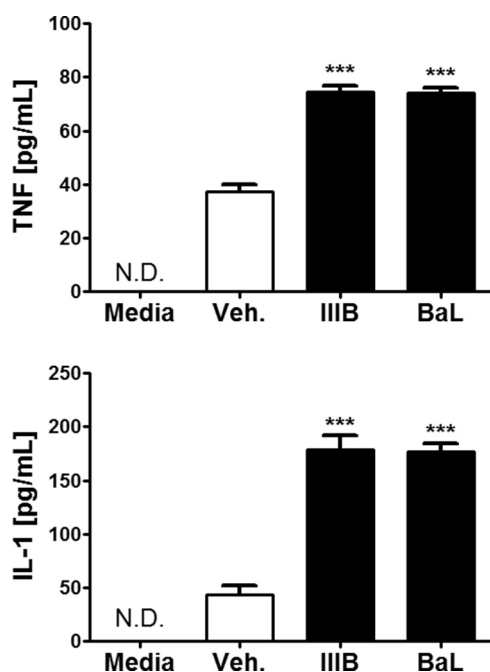 TNF [pg/mL]
100
80
60
40
20
0
N.D.
***
***
Media Veh. IIIB BaL
IL-1 [pg/mL]
250
200
150
100
50
0
N.D.
***
***
Media Veh. IIIB BaL